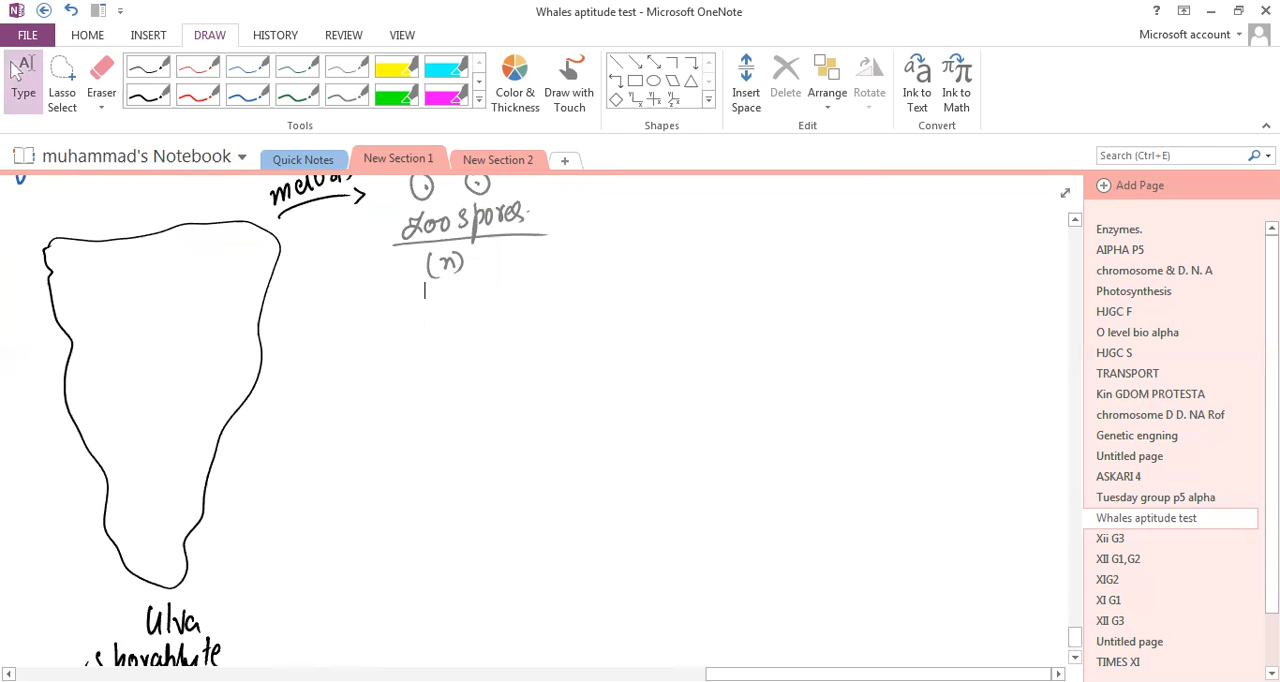 Whales aptitude test - Microsoft OneNote
FILE HOME INSERT DRAW HISTORY REVIEW VIEW
Microsoft account
Type
Lasso Select
Eraser
Color & Thickness
Draw with Touch
Insert Space
Delete
Arrange
Rotate
Ink to Text
Ink to Math
Tools
Shapes
Edit
Convert
muhammad's Notebook
Quick Notes
New Section 1
New Section 2
Search (Ctrl+E)
Add Page
Enzymes.
AlPHA P5
chromosome & D. N. A
Photosynthesis
HJGC F
O level bio alpha
HJGC S
TRANSPORT
Kin GDOM PROTESTA
chromosome D D. NA Rof
Genetic engning
Untitled page
ASKARI 4
Tuesday group p5 alpha
Whales aptitude test
Xii G3
XII G1,G2
XIG2
XI G1
XII G3
Untitled page
TIMES XI
Zoospores.
(n)
Ulva